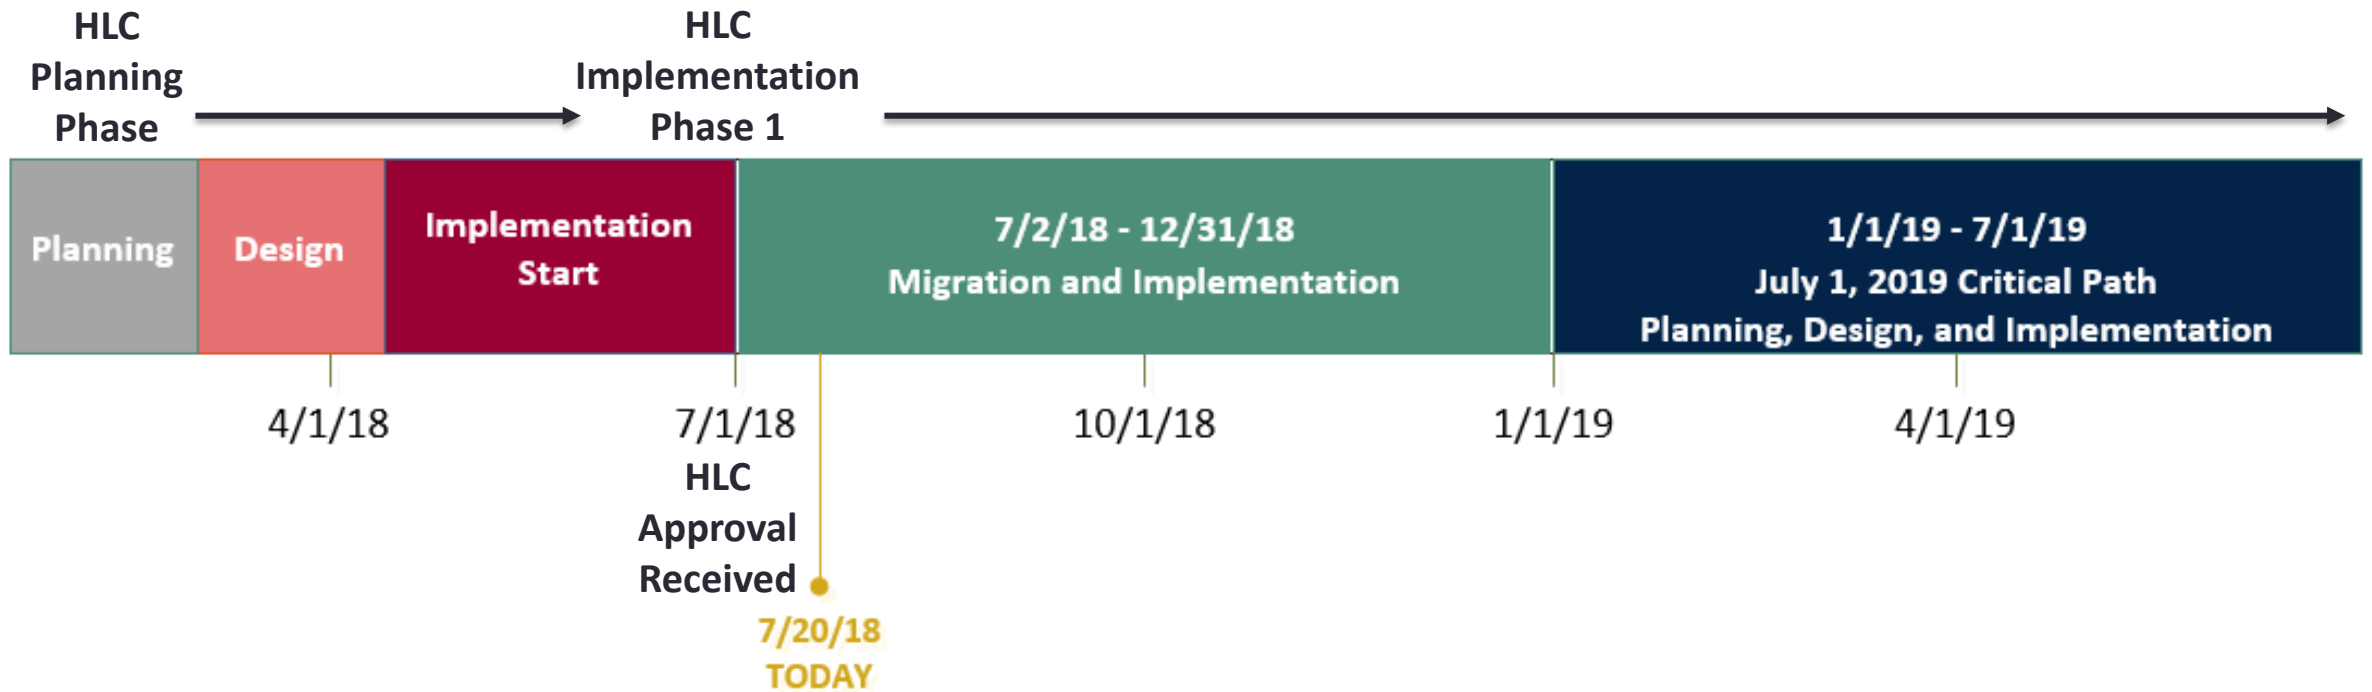 HLC
Planning
Phase
HLC
Implementation
Phase 1
Planning
Design
Implementation
Start
7/2/18 - 12/31/18
Migration and Implementation
1/1/19 - 7/1/19
July 1, 2019 Critical Path
Planning, Design, and Implementation
4/1/18
7/1/18
10/1/18
1/1/19
4/1/19
HLC
Approval
Received
7/20/18
TODAY